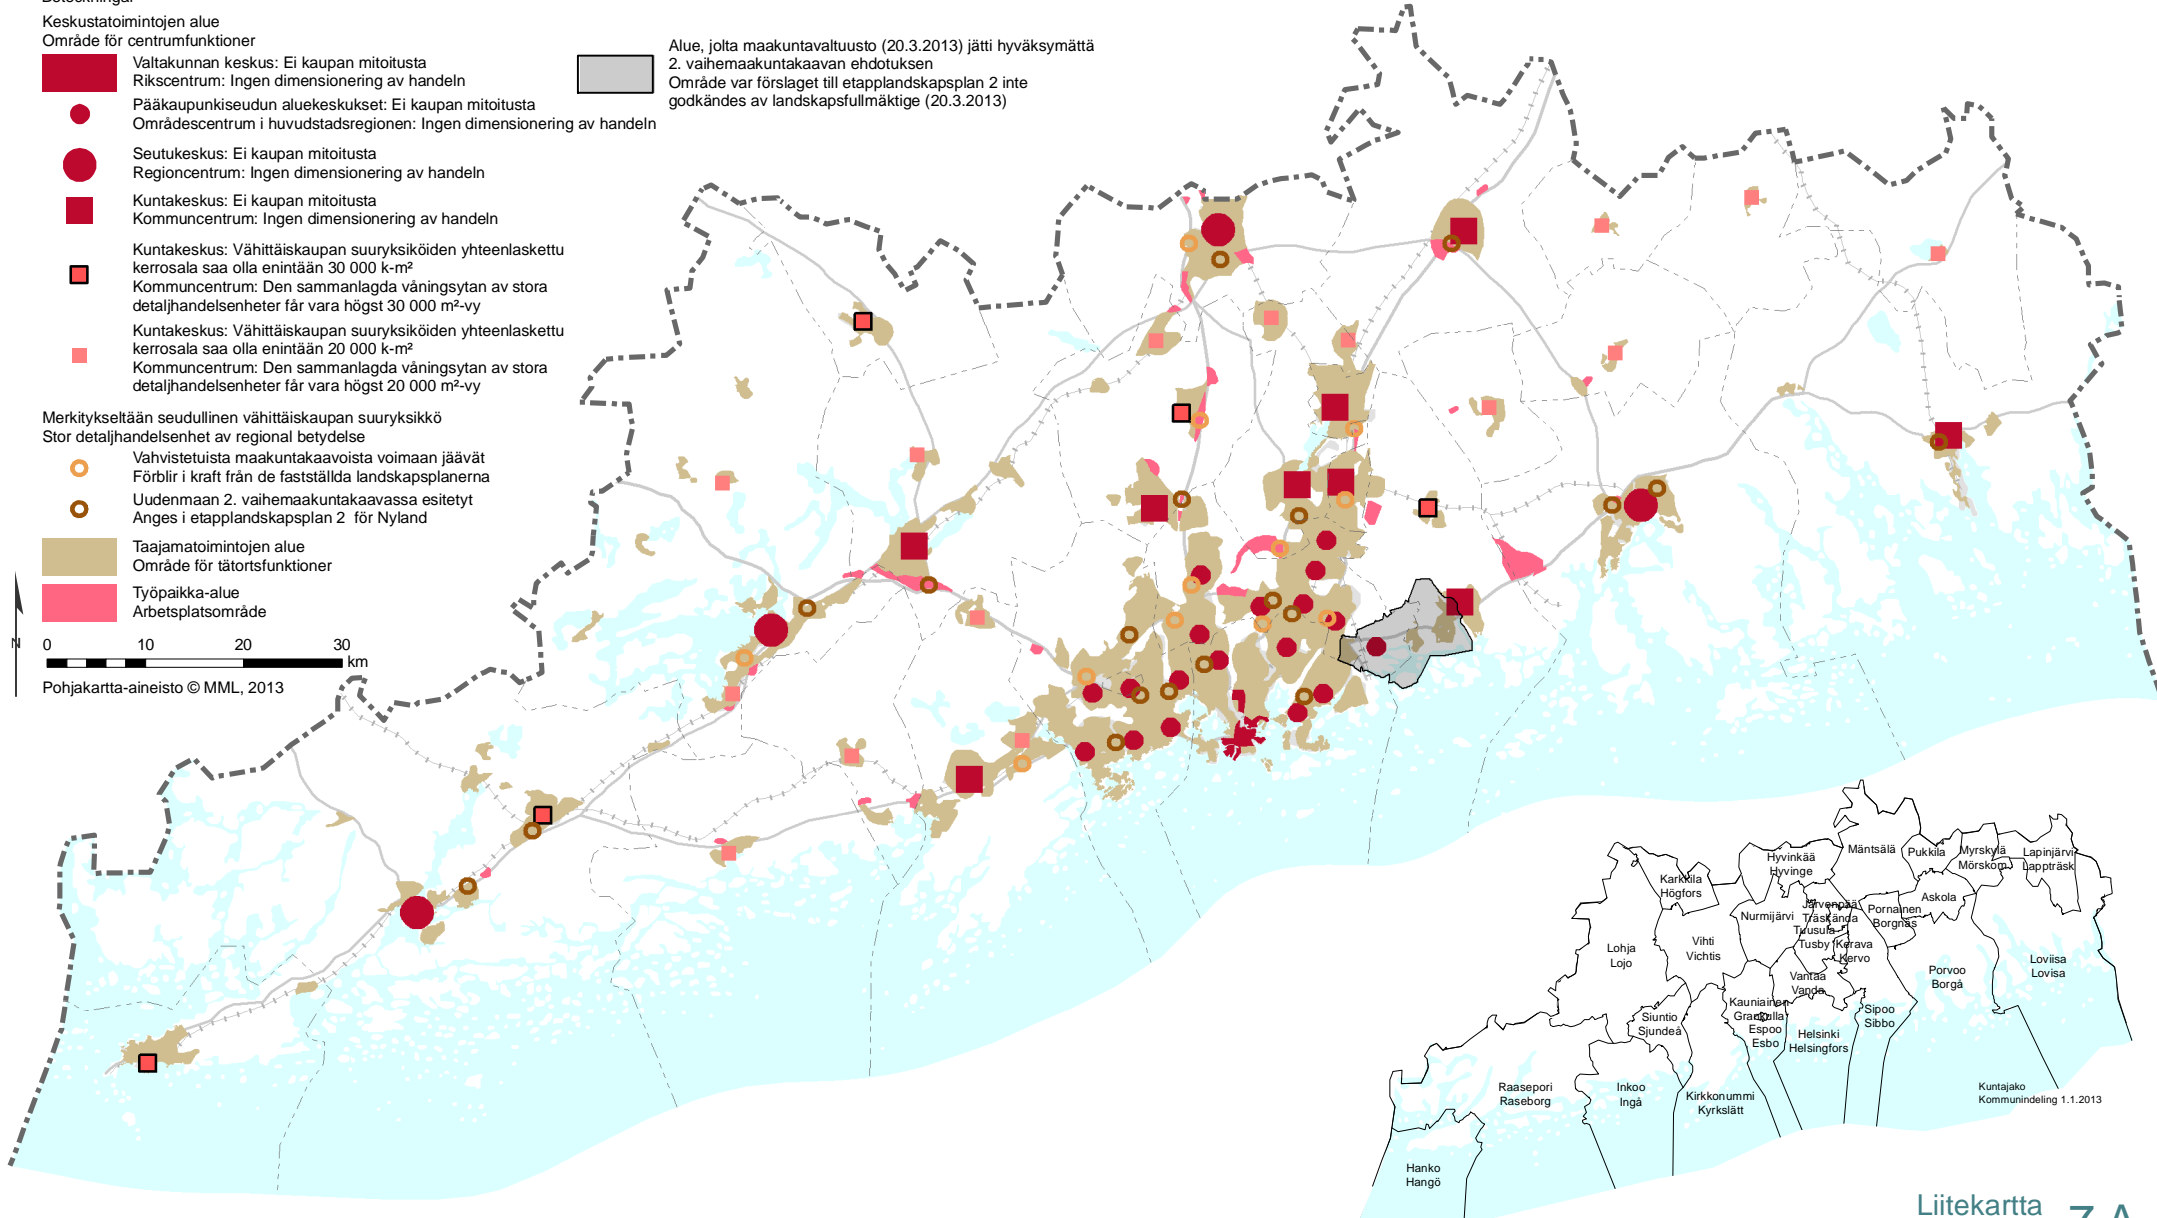 Beteckningar
Keskustatoimintojen alue
Område för centrumfunktioner
Valtakunnan keskus: Ei kaupan mitoitusta
Rikscentrum: Ingen dimensionering av handeln
Pääkaupunkiseudun aluekeskukset: Ei kaupan mitoitusta
Områdescentrum i huvudstadsregionen: Ingen dimensionering av handeln
Seutukeskus: Ei kaupan mitoitusta
Regioncentrum: Ingen dimensionering av handeln
Kuntakeskus: Ei kaupan mitoitusta
Kommuncentrum: Ingen dimensionering av handeln
Kuntakeskus: Vähittäiskaupan suuryksiköiden yhteenlaskettu
kerrosala saa olla enintään 30 000 k-m²
Kommuncentrum: Den sammanlagda våningsytan av stora
detaljhandelsenheter får vara högst 30 000 m²-vy
Kuntakeskus: Vähittäiskaupan suuryksiköiden yhteenlaskettu
kerrosala saa olla enintään 20 000 k-m²
Kommuncentrum: Den sammanlagda våningsytan av stora
detaljhandelsenheter får vara högst 20 000 m²-vy
Merkitykseltään seudullinen vähittäiskaupan suuryksikkö
Stor detaljhandelsenhet av regional betydelse
Vahvistetuista maakuntakaavoista voimaan jäävät
Förblir i kraft från de fastställda landskapsplanerna
Uudenmaan 2. vaihemaakuntakaavassa esitetyt
Anges i etapplandskapsplan 2 för Nyland
Taajamatoimintojen alue
Område för tätortsfunktioner
Työpaikka-alue
Arbetsplatsområde
N
0 10 20 30
km
Pohjakartta-aineisto © MML, 2013
Alue, jolta maakuntavaltuusto (20.3.2013) jätti hyväksymättä
2. vaihemaakuntakaavan ehdotuksen
Område var förslaget till etapplandskapsplan 2 inte
godkändes av landskapsfullmäktige (20.3.2013)
Mäntsälä
Pukkila
Myrskylä
Mörskom
Lapinjärvi
Lappträsk
Hyvinkää
Hyvinge
Karkkila
Högfors
Askola
Järvenpää
Träskända
Pornainen
Borgnäs
Nurmijärvi
Tuusula
Tusby
Kerava
Kervo
Lohja
Lojo
Vihti
Vichtis
Porvoo
Borgå
Loviisa
Lovisa
Vantaa
Vanda
Kauniainen
Grankulla
Espoo
Esbo
Sipoo
Sibbo
Siuntio
Sjundeå
Helsinki
Helsingfors
Raasepori
Raseborg
Inkoo
Ingå
Kirkkonummi
Kyrkslätt
Kuntajako
Kommunindeling 1.1.2013
Hanko
Hangö
Liitekartta
7 A